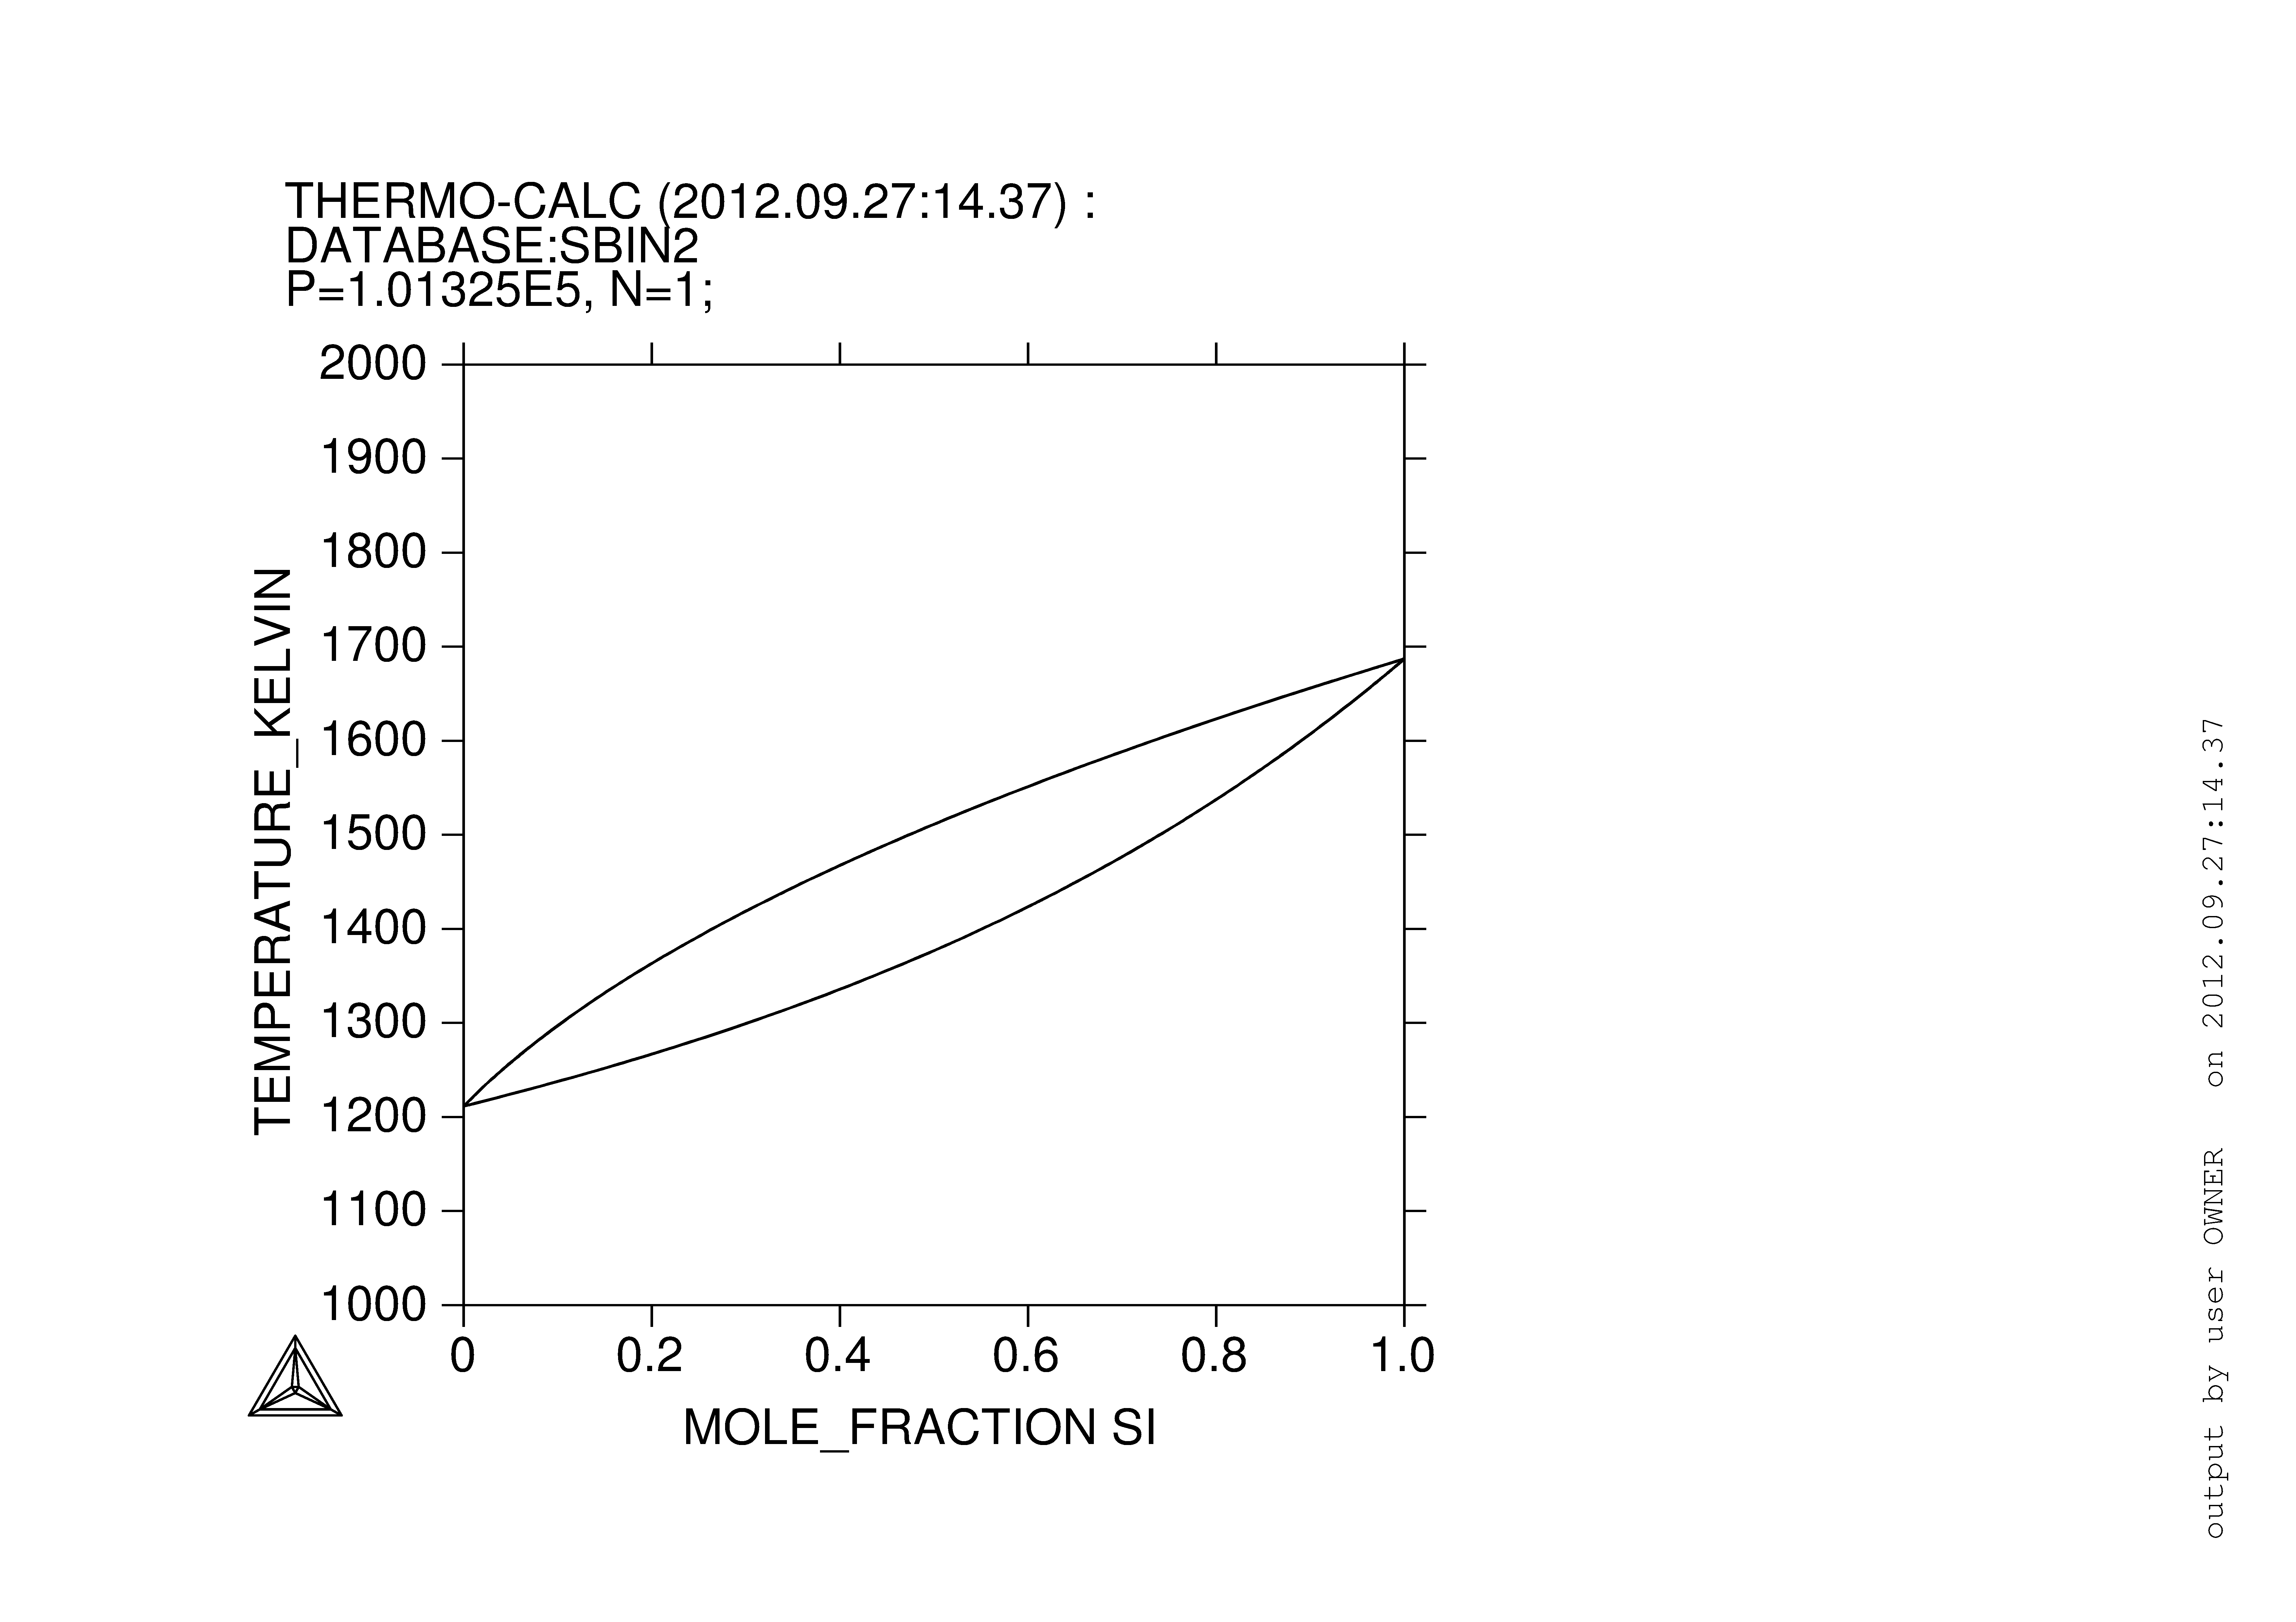 THERMO-CALC (2012.09.27:14.37) :
DATABASE:SBIN2
P=1.01325E5, N=1;
2000
1900
1800
1700
1600
1500
1400
1300
1200
1100
1000
TEMPERATURE_KELVIN
0 0.2 0.4 0.6 0.8 1.0
MOLE_FRACTION SI
output by user OWNER on 2012.09.27:14.37